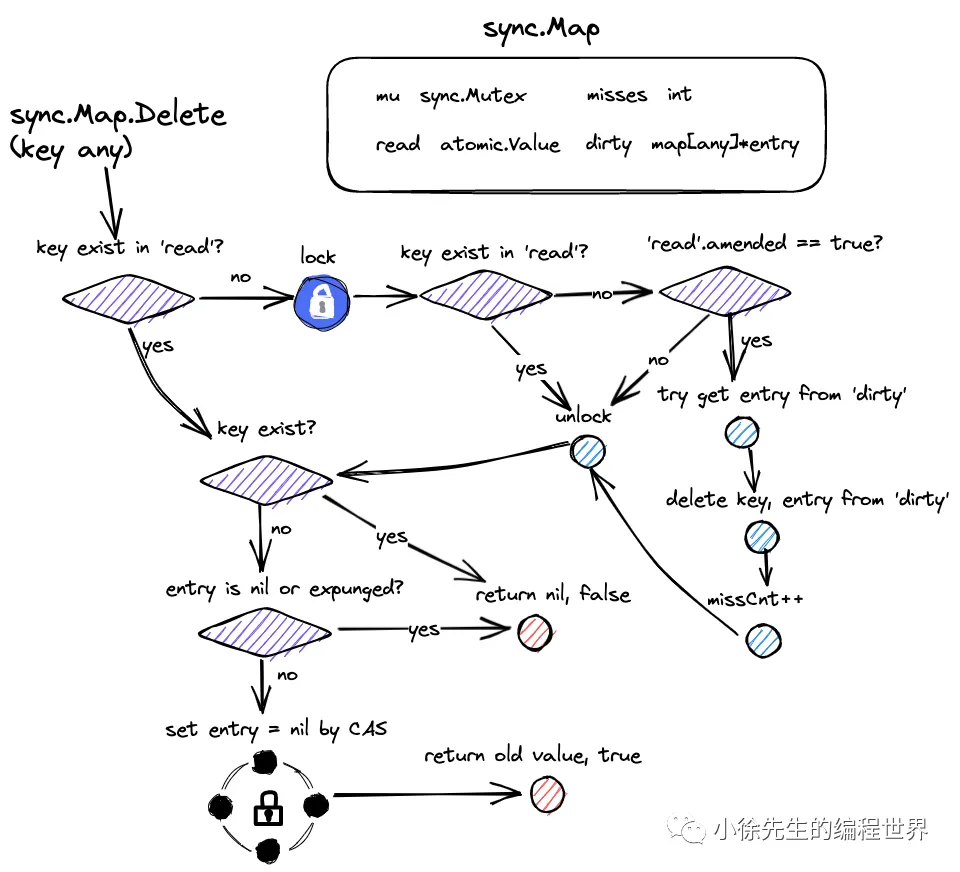 sync.Map
mu sync.Mutex misses int
read atomic.Value dirty map[any]*entry
sync.Map.Delete
(key any)
key exist in 'read'?
no
lock
key exist in 'read'?
no
'read'.amended == true?
yes
yes
no
yes
try get entry from 'dirty'
unlock
key exist?
delete key, entry from 'dirty'
no
yes
entry is nil or expunged?
return nil, false
missCnt++
yes
no
set entry = nil by CAS
return old value, true
小徐先生的编程世界